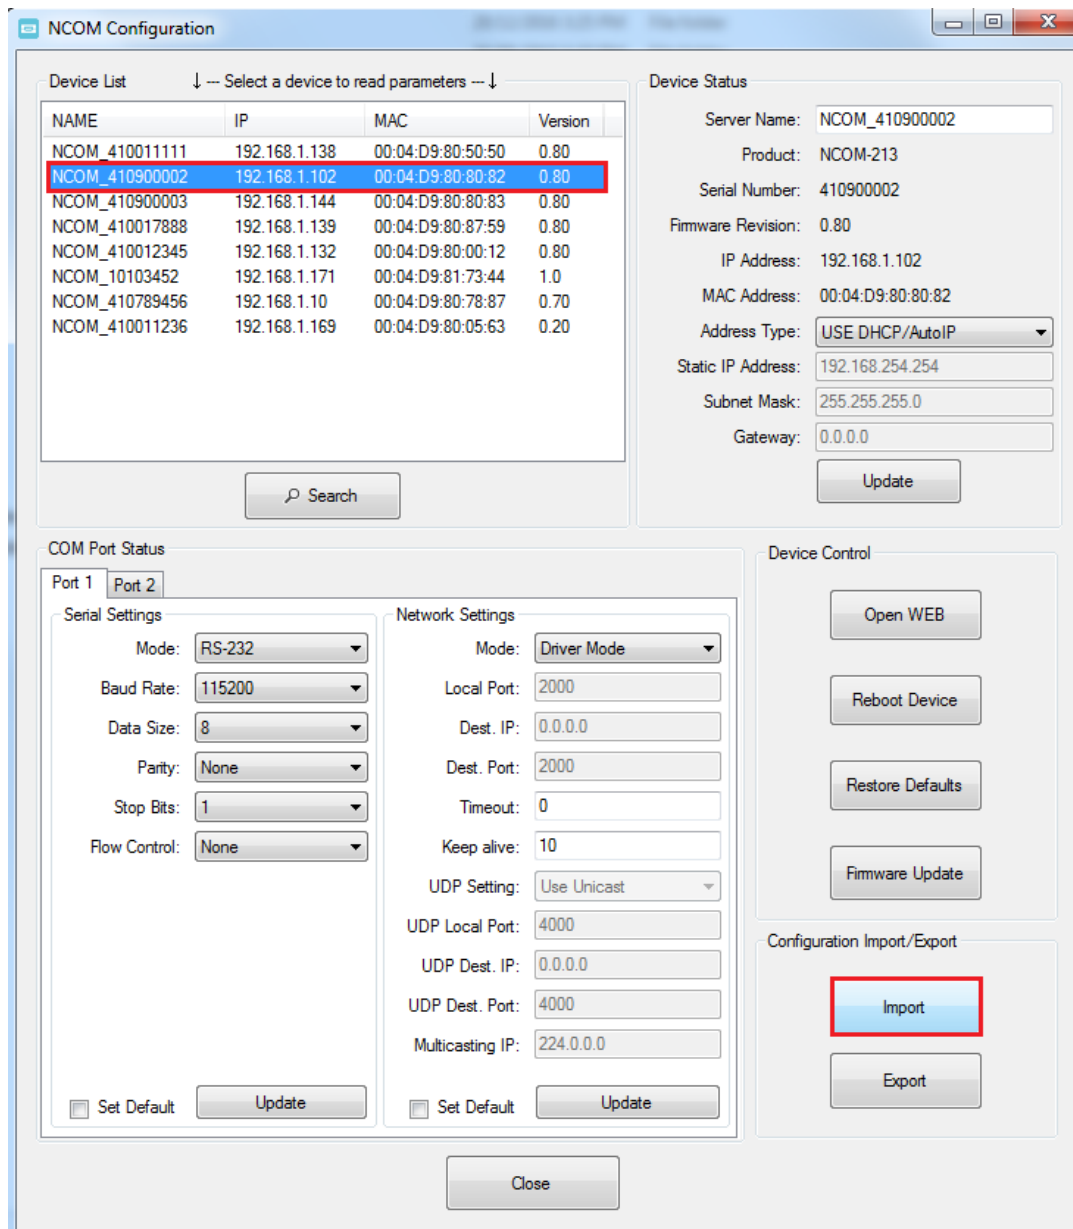 NCOM Configuration
Device List ↓ --- Select a device to read parameters --- ↓
NAME IP MAC Version
NCOM_410011111 192.168.1.138 00:04:D9:80:50:50 0.80
NCOM_410900002 192.168.1.102 00:04:D9:80:80:82 0.80
NCOM_410900003 192.168.1.144 00:04:D9:80:80:83 0.80
NCOM_410017888 192.168.1.139 00:04:D9:80:87:59 0.80
NCOM_410012345 192.168.1.132 00:04:D9:80:00:12 0.80
NCOM_10103452 192.168.1.171 00:04:D9:81:73:44 1.0
NCOM_410789456 192.168.1.10 00:04:D9:80:78:87 0.70
NCOM_410011236 192.168.1.169 00:04:D9:80:05:63 0.20
Search
Device Status
Server Name: NCOM_410900002
Product: NCOM-213
Serial Number: 410900002
Firmware Revision: 0.80
IP Address: 192.168.1.102
MAC Address: 00:04:D9:80:80:82
Address Type: USE DHCP/AutoIP
Static IP Address: 192.168.254.254
Subnet Mask: 255.255.255.0
Gateway: 0.0.0.0
Update
COM Port Status
Port 1 Port 2
Serial Settings
Mode: RS-232
Baud Rate: 115200
Data Size: 8
Parity: None
Stop Bits: 1
Flow Control: None
Set Default Update
Network Settings
Mode: Driver Mode
Local Port: 2000
Dest. IP: 0.0.0.0
Dest. Port: 2000
Timeout: 0
Keep alive: 10
UDP Setting: Use Unicast
UDP Local Port: 4000
UDP Dest. IP: 0.0.0.0
UDP Dest. Port: 4000
Multicasting IP: 224.0.0.0
Set Default Update
Device Control
Open WEB
Reboot Device
Restore Defaults
Firmware Update
Configuration Import/Export
Import
Export
Close